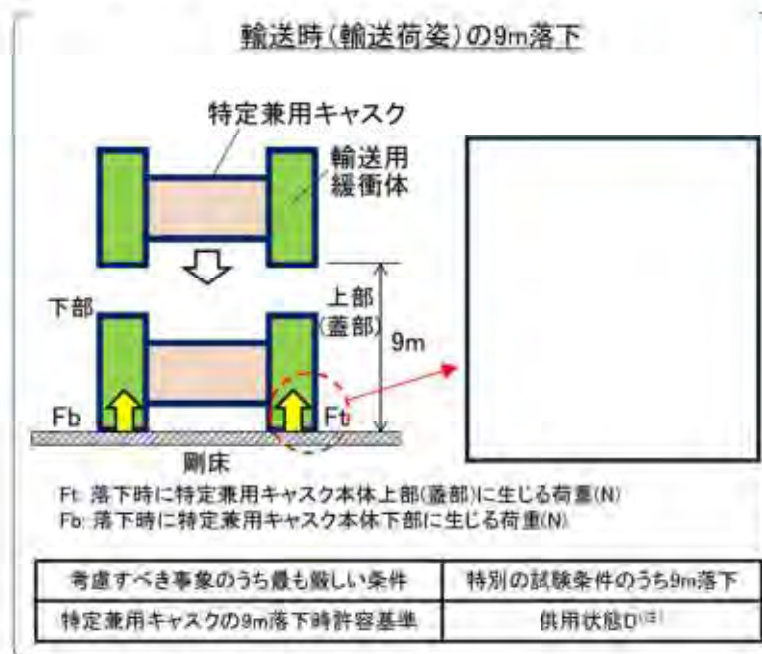 輸送時(輸送荷姿)の9m落下
特定兼用キャスク
輸送用
緩衝体
下部
上部
(蓋部)
9m
Fb
Ft
剛床
Ft: 落下時に特定兼用キャスク本体上部(蓋部)に生じる荷重(N)
Fb: 落下時に特定兼用キャスク本体下部に生じる荷重(N)
考慮すべき事象のうち最も厳しい条件
特別の試験条件のうち9m落下
特定兼用キャスクの9m落下時許容基準
供用状態D(注)